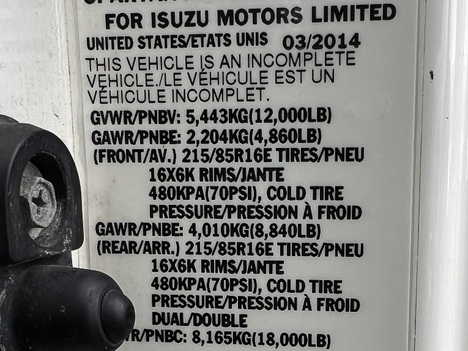 FOR ISUZU MOTORS LIMITED
UNITED STATES/ETATS UNIS 03/2014
THIS VEHICLE IS AN INCOMPLETE
VEHICLE./LE VÉHICULE EST UN
VÉHICULE INCOMPLET.
GVWR/PNBV: 5,443KG(12,000LB)
GAWR/PNBE: 2,204KG(4,860LB)
(FRONT/AV.) 215/85R16E TIRES/PNEU
16X6K RIMS/JANTE
480KPA(70PSI), COLD TIRE
PRESSURE/PRESSION À FROID
GAWR/PNBE: 4,010KG(8,840LB)
(REAR/ARR.) 215/85R16E TIRES/PNEU
16X6K RIMS/JANTE
480KPA(70PSI), COLD TIRE
PRESSURE/PRESSION À FROID
DUAL/DOUBLE
WR/PNBC: 8,165KG(18,000LB)